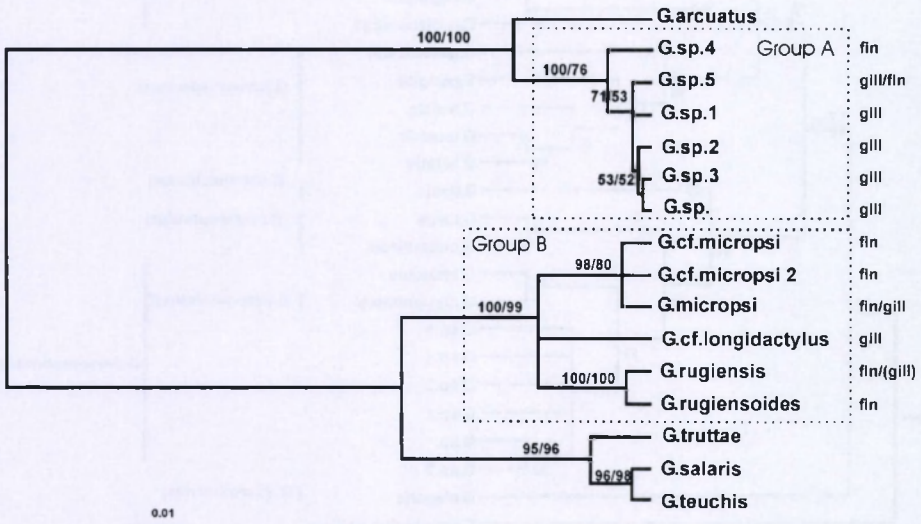 G.arcuatus
100/100
G.sp.4 Group A fin
100/76
G.sp.5 gill/fin
71/53
G.sp.1 gill
G.sp.2 gill
53/52 G.sp.3 gill
G.sp. gill
Group B G.cf.micropsi fin
98/80 G.cf.micropsi 2 fin
100/99 G.micropsi fin/gill
G.cf.longidactylus gill
100/100 G.rugiensis fin/(gill)
G.rugiensoides fin
95/96 G.truttae
96/98 G.salaris
G.teuchis
0.01